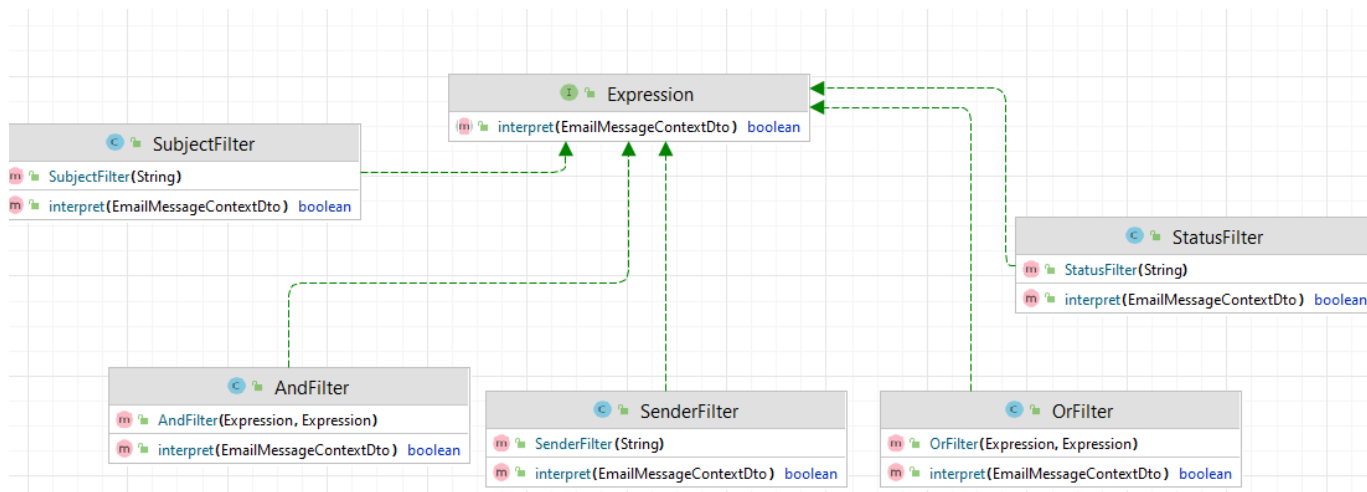 Expression
interpret(EmailMessageContextDto) boolean
SubjectFilter
SubjectFilter(String)
interpret(EmailMessageContextDto) boolean
StatusFilter
StatusFilter(String)
interpret(EmailMessageContextDto) boolean
AndFilter
AndFilter(Expression, Expression)
interpret(EmailMessageContextDto) boolean
SenderFilter
SenderFilter(String)
interpret(EmailMessageContextDto) boolean
OrFilter
OrFilter(Expression, Expression)
interpret(EmailMessageContextDto) boolean